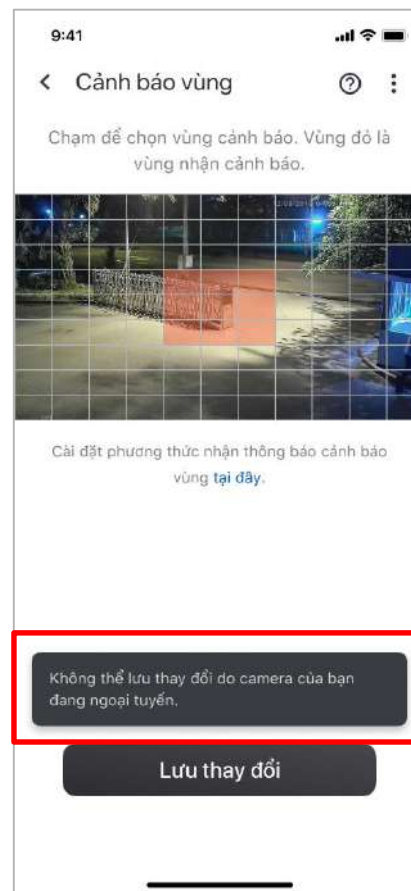 9:41
Cảnh báo vùng
Chạm để chọn vùng cảnh báo. Vùng đỏ là
vùng nhận cảnh báo.
Cài đặt phương thức nhận thông báo cảnh báo
vùng tại đây.
Không thể lưu thay đổi do camera của bạn
đang ngoại tuyến.
Lưu thay đổi